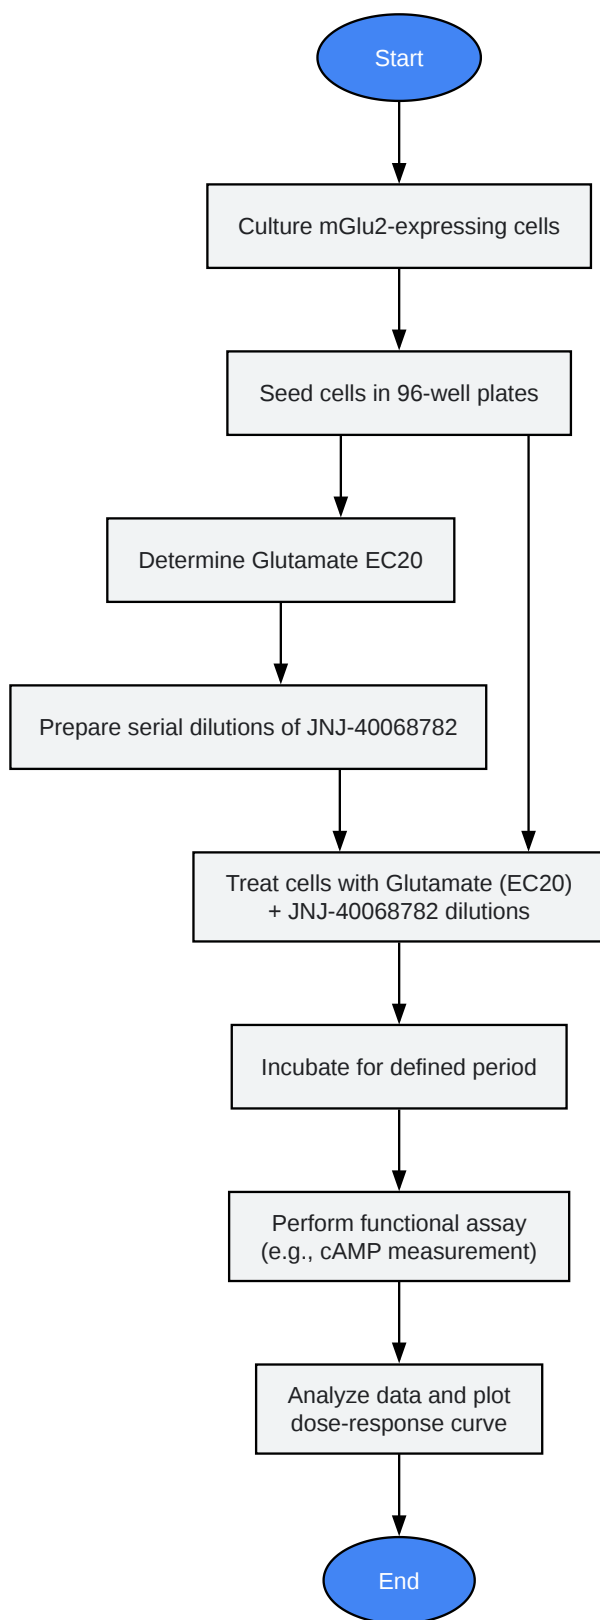 Start
Culture mGlu2-expressing cells
Seed cells in 96-well plates
Determine Glutamate EC20
Prepare serial dilutions of JNJ-40068782
Treat cells with Glutamate (EC20)
+ JNJ-40068782 dilutions
Incubate for defined period
Perform functional assay
(e.g., cAMP measurement)
Analyze data and plot
dose-response curve
End